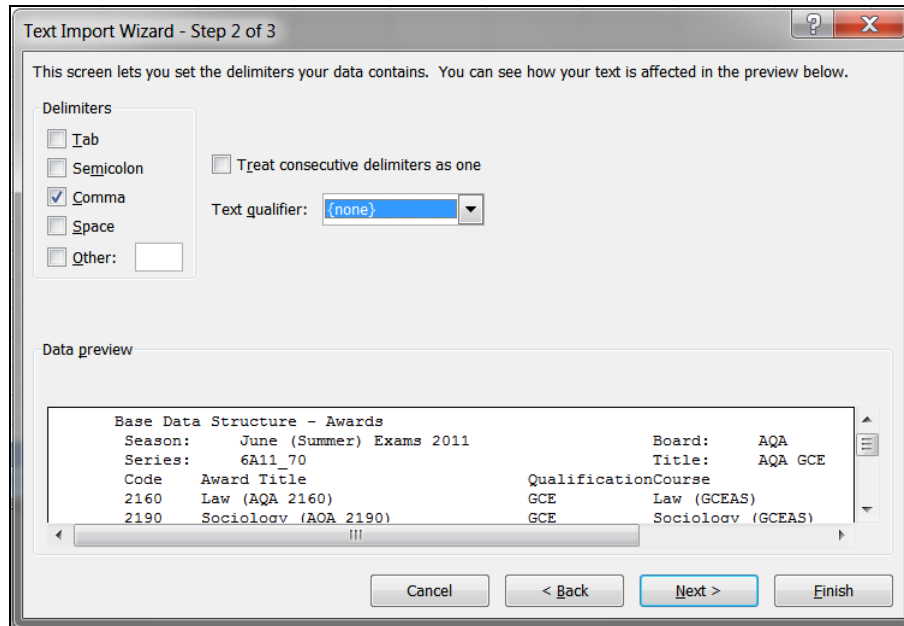 Text Import Wizard - Step 2 of 3
This screen lets you set the delimiters your data contains. You can see how your text is affected in the preview below.
Delimiters
Tab
Semicolon
Comma
Space
Other:
Treat consecutive delimiters as one
Text qualifier: {none}
Data preview
Base Data Structure - Awards
Season: June (Summer) Exams 2011 Board: AQA
Series: 6A11_70 Title: AQA GCE
Code Award Title QualificationCourse
2160 Law (AQA 2160) GCE Law (GCEAS)
2190 Sociology (AQA 2190) GCE Sociology (GCEAS)
Cancel < Back Next > Finish